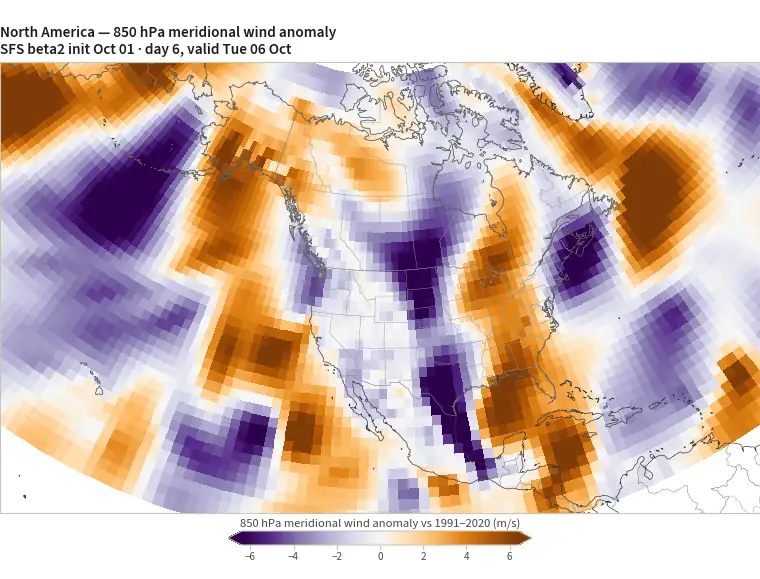 North America — 850 hPa meridional wind anomaly
SFS beta2 init Oct 01 · day 6, valid Tue 06 Oct
850 hPa meridional wind anomaly vs 1991–2020 (m/s)
−6 −4 −2 0 2 4 6